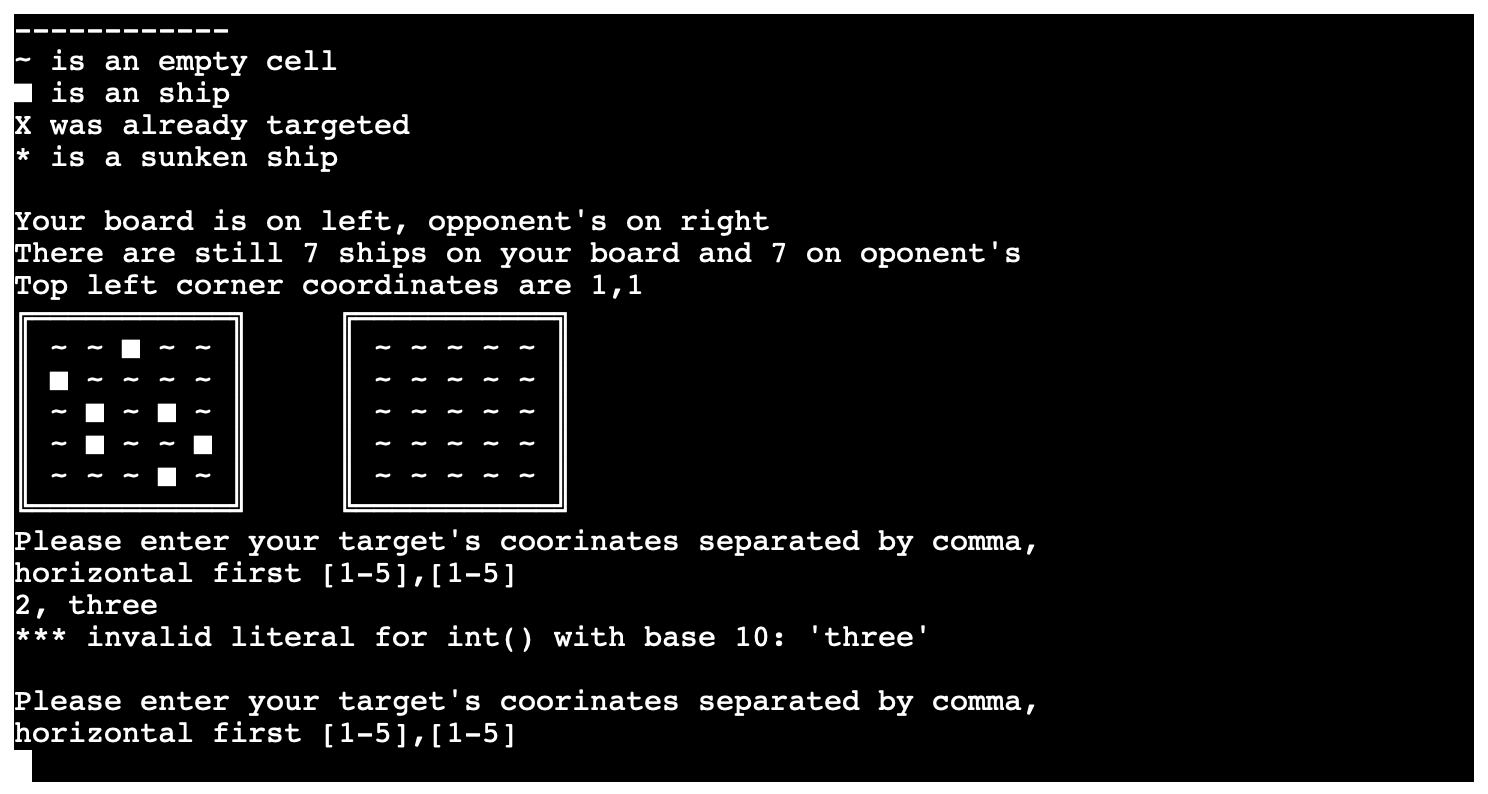 ------------
~ is an empty cell
■ is an ship
X was already targeted
* is a sunken ship
Your board is on left, opponent's on right
There are still 7 ships on your board and 7 on oponent's
Top left corner coordinates are 1,1
~ ~ ■ ~ ~ ~ ~ ~ ~ ~
■ ~ ~ ~ ~ ~ ~ ~ ~ ~
~ ■ ~ ■ ~ ~ ~ ~ ~ ~
~ ■ ~ ~ ■ ~ ~ ~ ~ ~
~ ~ ~ ■ ~ ~ ~ ~ ~ ~
Please enter your target's coorinates separated by comma,
horizontal first [1-5],[1-5]
2, three
*** invalid literal for int() with base 10: 'three'
Please enter your target's coorinates separated by comma,
horizontal first [1-5],[1-5]